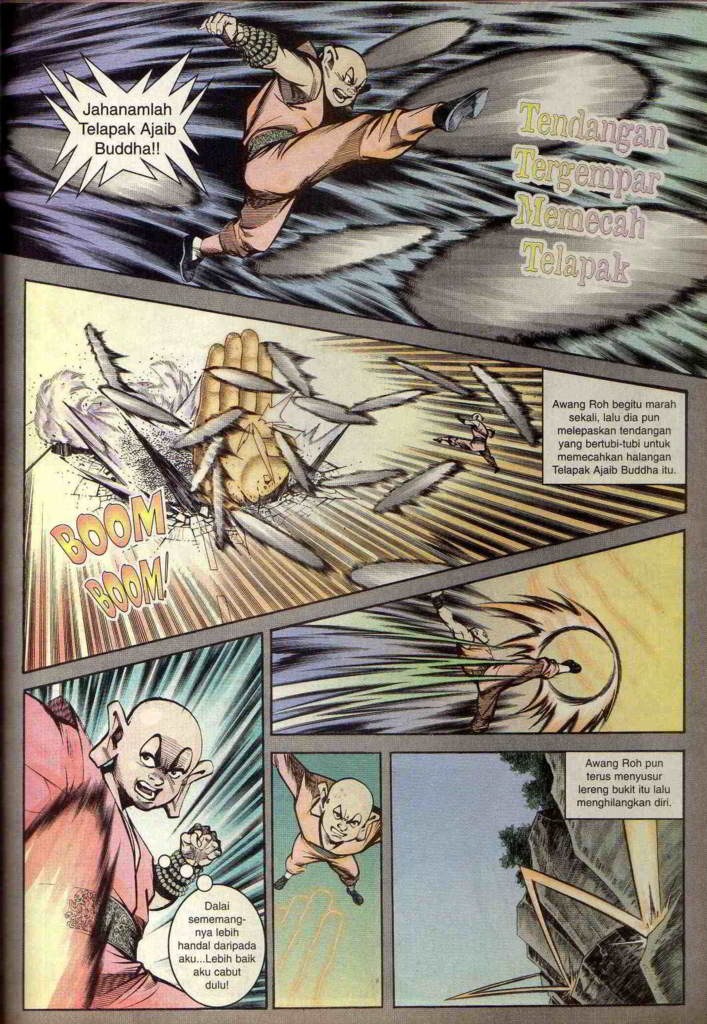 Jahanamlah
Telapak Ajaib
Buddha!!
Tendangan
Tergempar
Memecah
Telapak
Awang Roh begitu marah
sekali, lalu dia pun
melepaskan tendangan
yang bertubi-tubi untuk
memecahkan halangan
Telapak Ajaib Buddha itu.
BOOM
BOOM!
Dalai
sememang-
nya lebih
handal daripada
aku...Lebih baik
aku cabut
dulu!
Awang Roh pun
terus menyusur
lereng bukit itu lalu
menghilangkan diri.